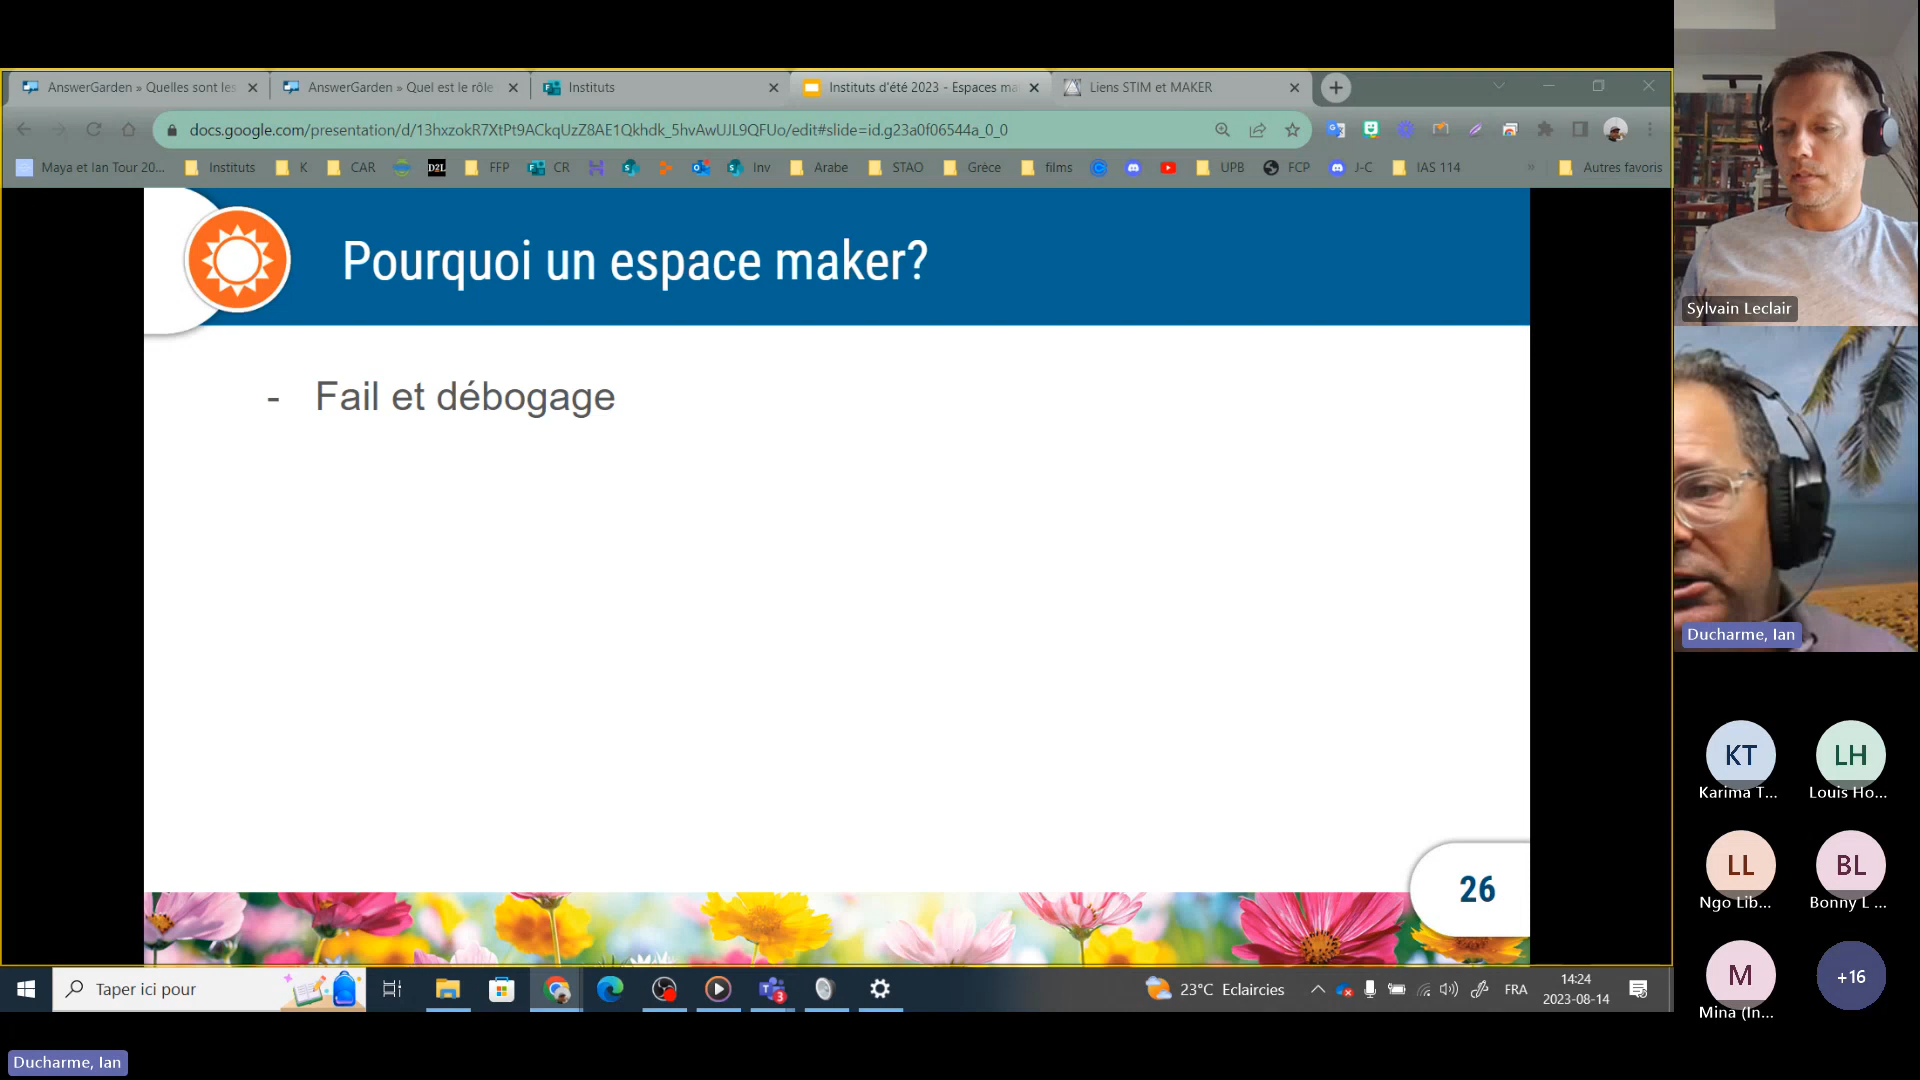 AnswerGarden » Quelles sont les
AnswerGarden » Quel est le rôle
Instituts
Instituts d'été 2023 - Espaces ma
Liens STIM et MAKER
docs.google.com/presentation/d/13hxzokR7XtPt9ACkqUzZ8AE1Qkhdk_5hvAwUJL9QFUo/edit#slide=id.g23a0f06544a_0_0
Maya et Ian Tour 20... Instituts K CAR D2L FFP CR Inv Arabe STAO Grèce films UPB FCP J-C IAS 114 » Autres favoris
Pourquoi un espace maker?
- Fail et débogage
26
Taper ici pour
3
23°C Eclaircies
FRA
14:24
2023-08-14
Sylvain Leclair
Ducharme, Ian
KT
Karima T...
LH
Louis Ho...
LL
Ngo Lib...
BL
Bonny L ...
M
Mina (In...
+16
Ducharme, Ian